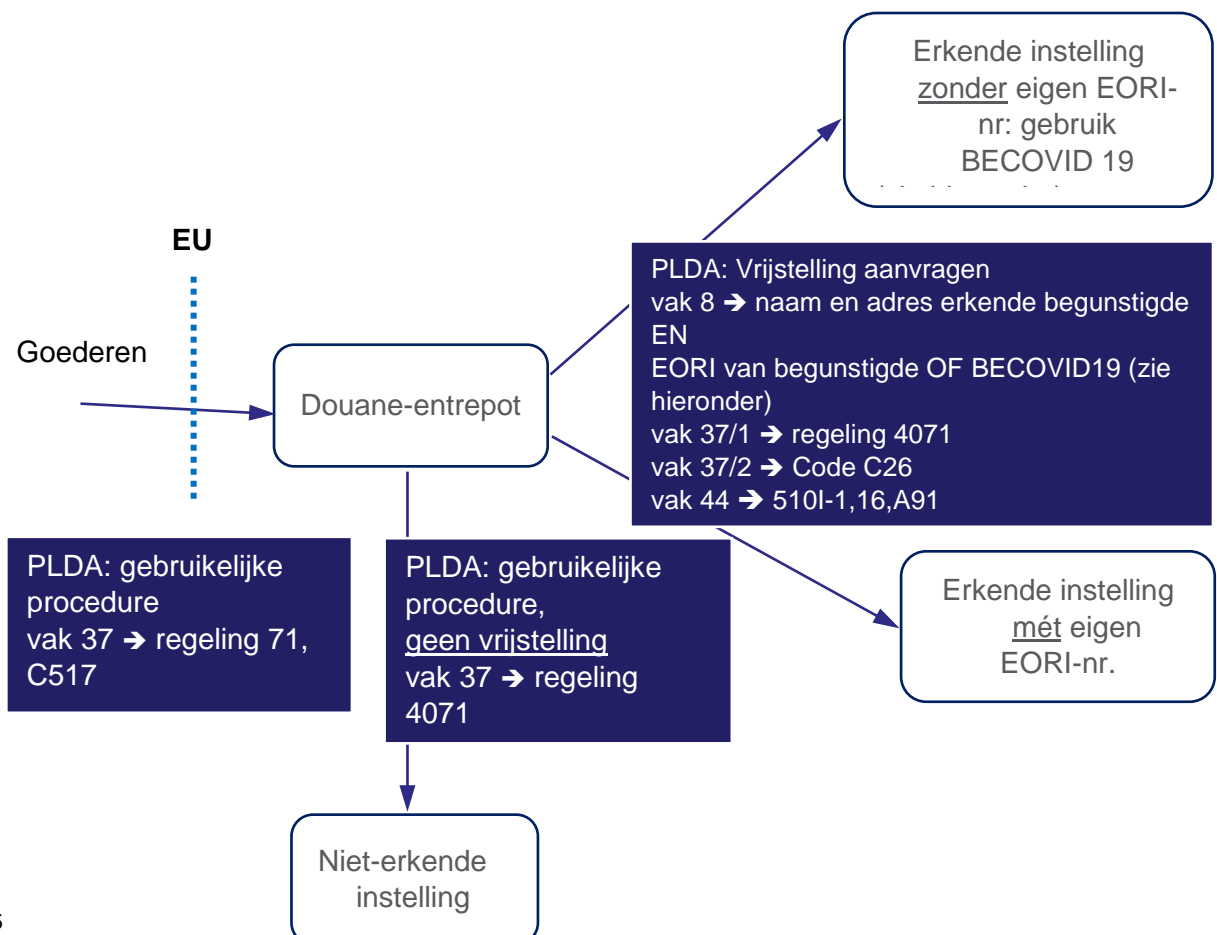 Erkende instelling
zonder eigen EORI-
nr: gebruik
BECOVID 19
EU
Goederen
Douane-entrepot
PLDA: Vrijstelling aanvragen
vak 8 ➔ naam en adres erkende begunstigde
EN
EORI van begunstigde OF BECOVID19 (zie
hieronder)
vak 37/1 ➔ regeling 4071
vak 37/2 ➔ Code C26
vak 44 ➔ 510I-1,16,A91
PLDA: gebruikelijke
procedure
vak 37 ➔ regeling 71,
C517
PLDA: gebruikelijke
procedure,
geen vrijstelling
vak 37 ➔ regeling
4071
Erkende instelling
mét eigen
EORI-nr.
Niet-erkende
instelling